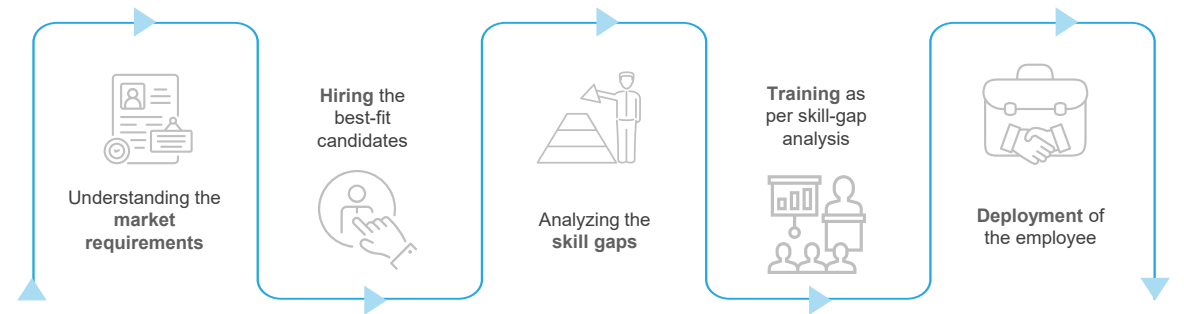 Understanding the
market
requirements
Hiring the
best-fit
candidates
Analyzing the
skill gaps
Training as
per skill-gap
analysis
Deployment of
the employee